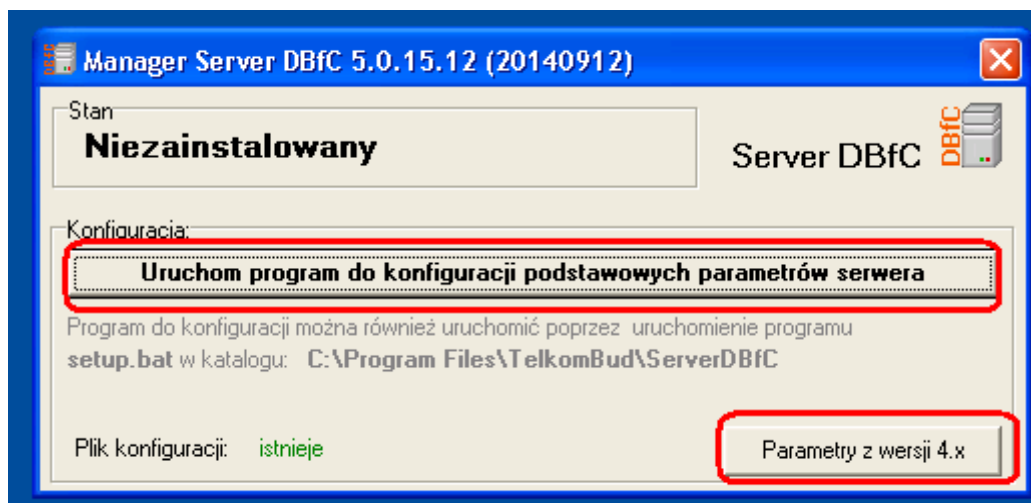 Manager Server DBfC 5.0.15.12 (20140912)
Stan
Niezainstalowany
Server DBfC
DBfC
Konfiguracja:
Uruchom program do konfiguracji podstawowych parametrów serwera
Program do konfiguracji można również uruchomić poprzez uruchomienie programu
setup.bat w katalogu: C:\Program Files\TelkomBud\ServerDBfC
Plik konfiguracji: istnieje
Parametry z wersji 4.x